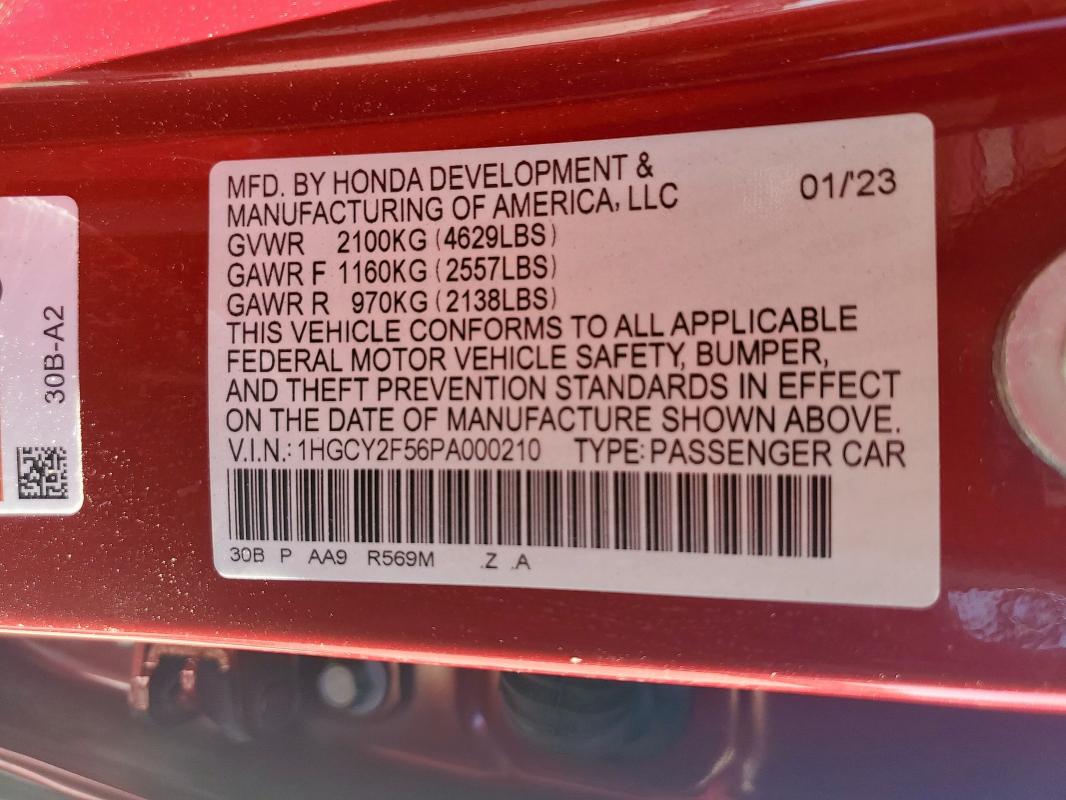 MFD. BY HONDA DEVELOPMENT &
MANUFACTURING OF AMERICA, LLC
01/'23
GVWR 2100KG (4629LBS)
GAWR F 1160KG (2557LBS)
GAWR R 970KG (2138LBS)
THIS VEHICLE CONFORMS TO ALL APPLICABLE
FEDERAL MOTOR VEHICLE SAFETY, BUMPER,
AND THEFT PREVENTION STANDARDS IN EFFECT
ON THE DATE OF MANUFACTURE SHOWN ABOVE.
V.I.N.: 1HGCY2F56PA000210 TYPE: PASSENGER CAR
30B P AA9 R569M .Z .A
30B-A2